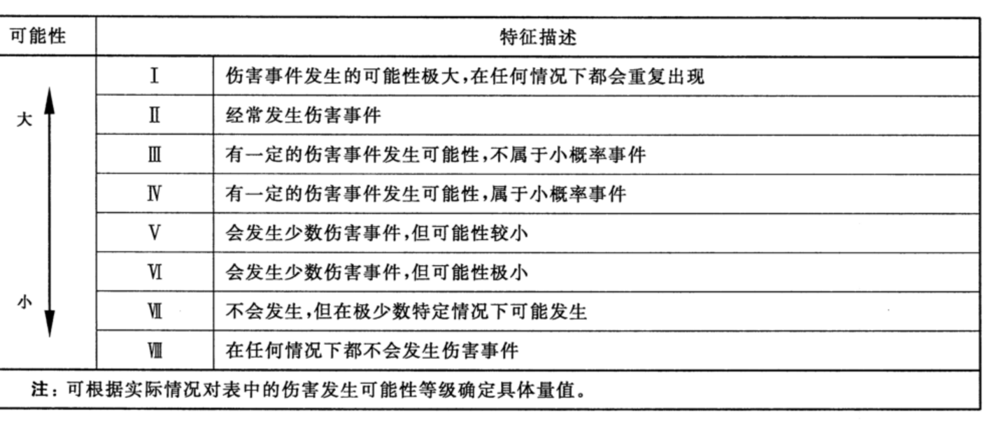 可能性 特征描述
Ⅰ 伤害事件发生的可能性极大,在任何情况下都会重复出现
大 Ⅱ 经常发生伤害事件
Ⅲ 有一定的伤害事件发生可能性,不属于小概率事件
Ⅳ 有一定的伤害事件发生可能性,属于小概率事件
Ⅴ 会发生少数伤害事件,但可能性较小
Ⅵ 会发生少数伤害事件,但可能性极小
小 Ⅶ 不会发生,但在极少数特定情况下可能发生
Ⅷ 在任何情况下都不会发生伤害事件
注：可根据实际情况对表中的伤害发生可能性等级确定具体量值。